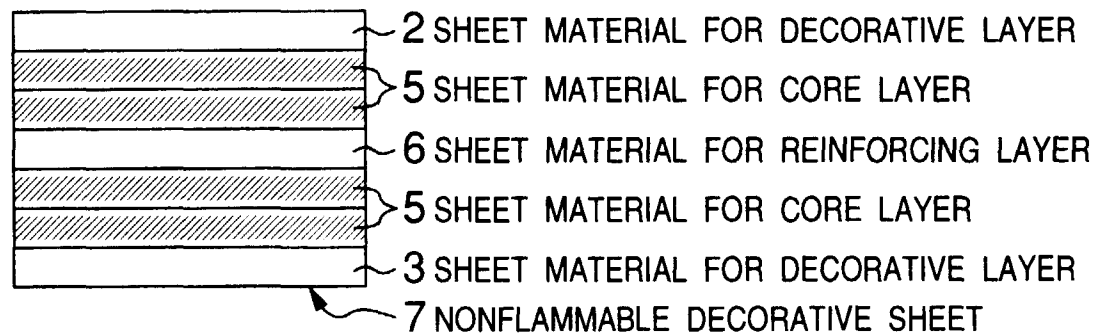 2 SHEET MATERIAL FOR DECORATIVE LAYER
5 SHEET MATERIAL FOR CORE LAYER
6 SHEET MATERIAL FOR REINFORCING LAYER
5 SHEET MATERIAL FOR CORE LAYER
3 SHEET MATERIAL FOR DECORATIVE LAYER
7 NONFLAMMABLE DECORATIVE SHEET